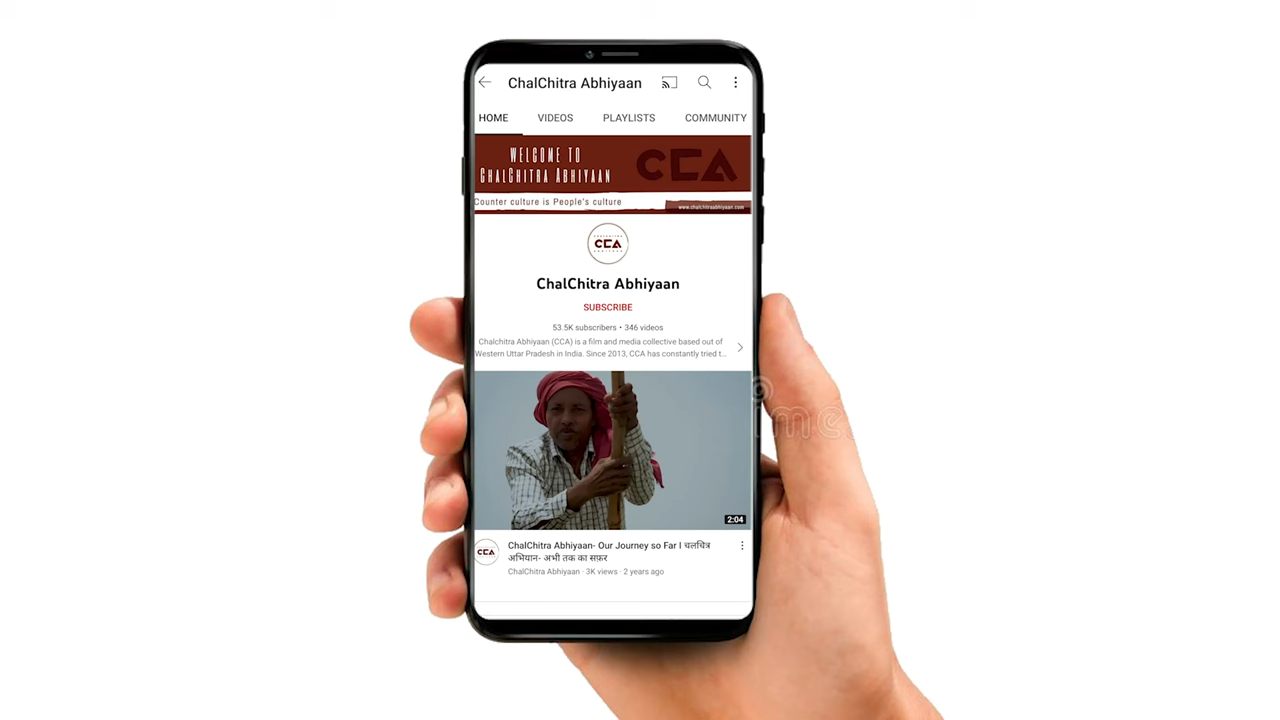 ChalChitra Abhiyaan
HOME VIDEOS PLAYLISTS COMMUNITY
WELCOME TO
CHALCHITRA ABHIYAAN
CCA
Counter culture is People's culture
www.chalchitraabhiyaan.com
CCA
ChalChitra Abhiyaan
SUBSCRIBE
53.5K subscribers • 346 videos
Chalchitra Abhiyaan (CCA) is a film and media collective based out of
Western Uttar Pradesh in India. Since 2013, CCA has constantly tried t...
2:04
CCA
ChalChitra Abhiyaan- Our Journey so Far I चलचित्र
अभियान- अभी तक का सफ़र
ChalChitra Abhiyaan · 3K views · 2 years ago